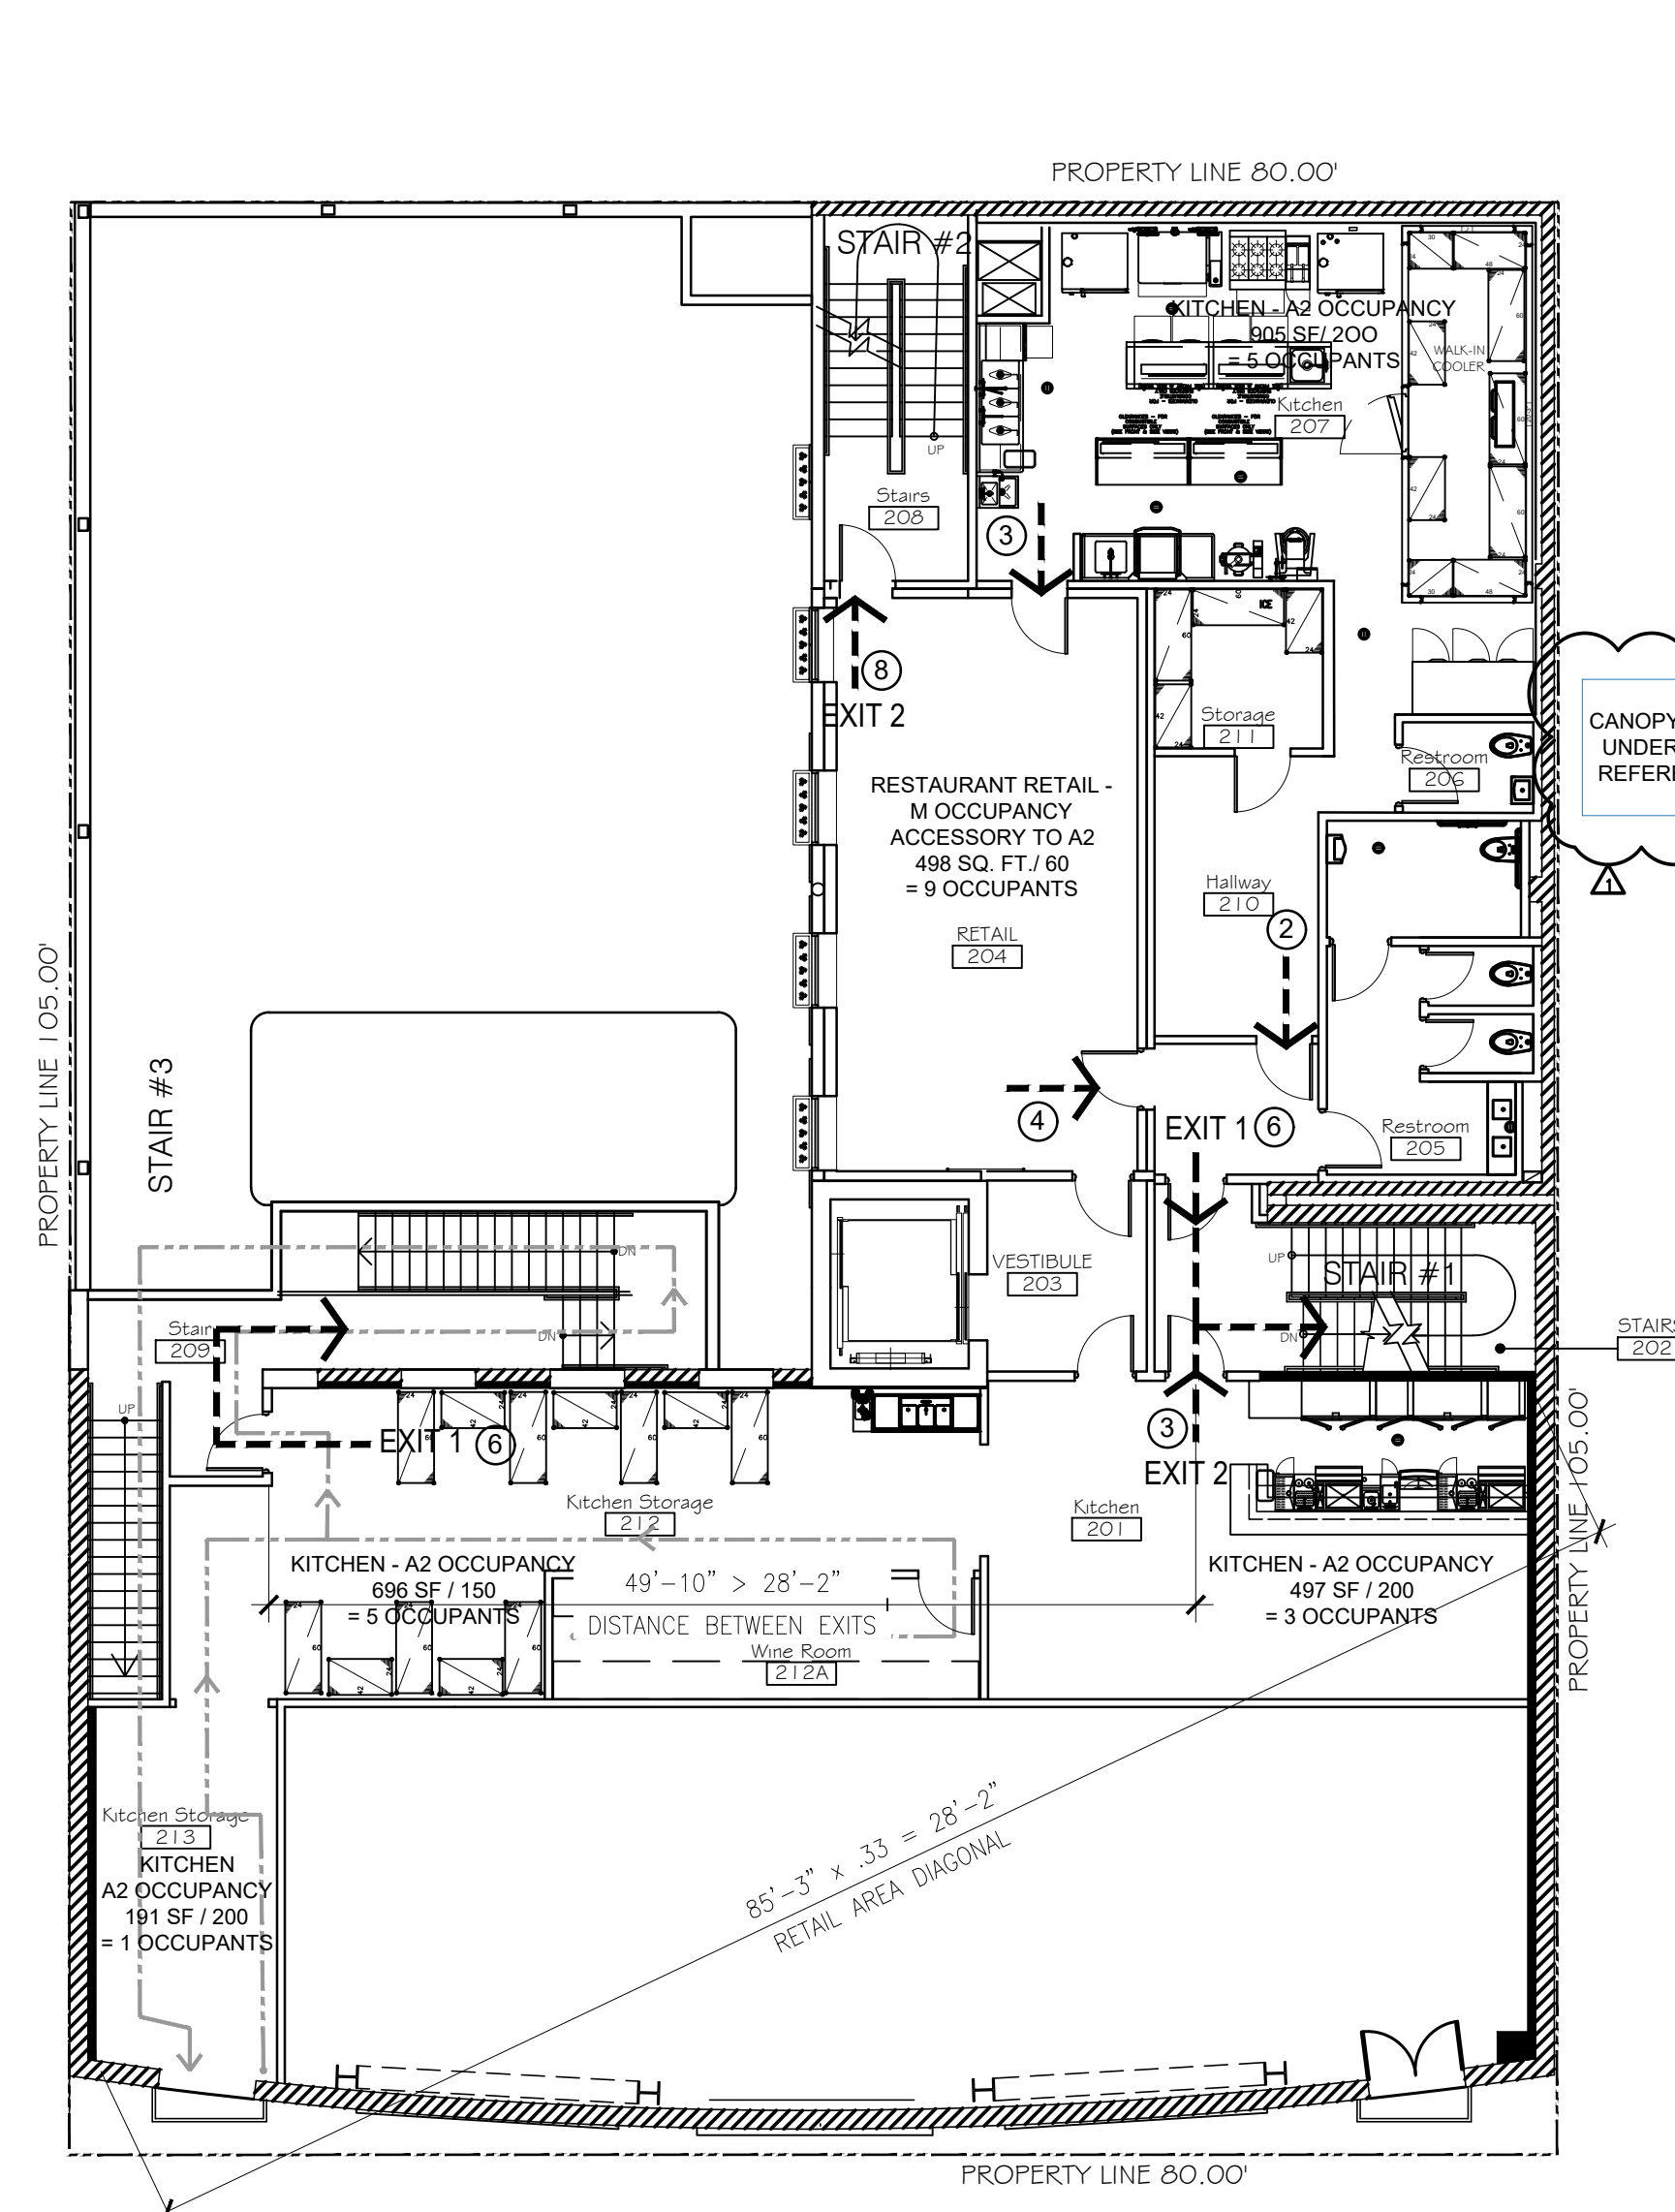 PROPERTY LINE 80.00'
STAIR #2
KITCHEN - A2 OCCUPANCY
905 SF/ 2OO
= 5 OCCUPANTS
WALK-IN
COOLER
Kitchen
207
UP
Stairs
208
3
ICE
8
EXIT 2
Storage
211
Restroom
206
CANOPY
UNDER
REFERE
1
RESTAURANT RETAIL -
M OCCUPANCY
ACCESSORY TO A2
498 SQ. FT./ 60
= 9 OCCUPANTS
RETAIL
204
Hallway
210
2
PROPERTY LINE 105.00'
STAIR #3
4
EXIT 1 6
Restroom
205
VESTIBULE
203
DN
UP
STAIR #1
DN
STAIRS
202
Stair
209
DN
UP
EXIT 1 6
3
EXIT 2
PROPERTY LINE 105.00'
Kitchen Storage
212
Kitchen
201
KITCHEN - A2 OCCUPANCY
696 SF / 150
= 5 OCCUPANTS
49'-10" > 28'-2"
DISTANCE BETWEEN EXITS
KITCHEN - A2 OCCUPANCY
497 SF / 200
= 3 OCCUPANTS
Wine Room
212A
85'-3" x .33 = 28'-2"
RETAIL AREA DIAGONAL
Kitchen Storage
213
KITCHEN
A2 OCCUPANCY
191 SF / 200
= 1 OCCUPANTS
PROPERTY LINE 80.00'